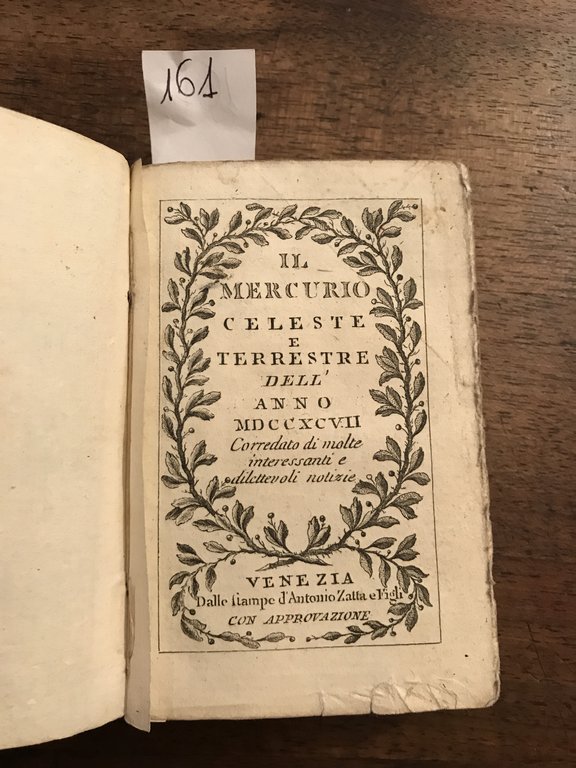 161
IL
MERCURIO
CELESTE
E
TERRESTRE
DELL'
ANNO
MDCCXCVII
Corredato di molte
interessanti e
dilettevoli notizie
VENEZIA
Dalle stampe d'Antonio Zatta e Figli
CON APPROVAZIONE